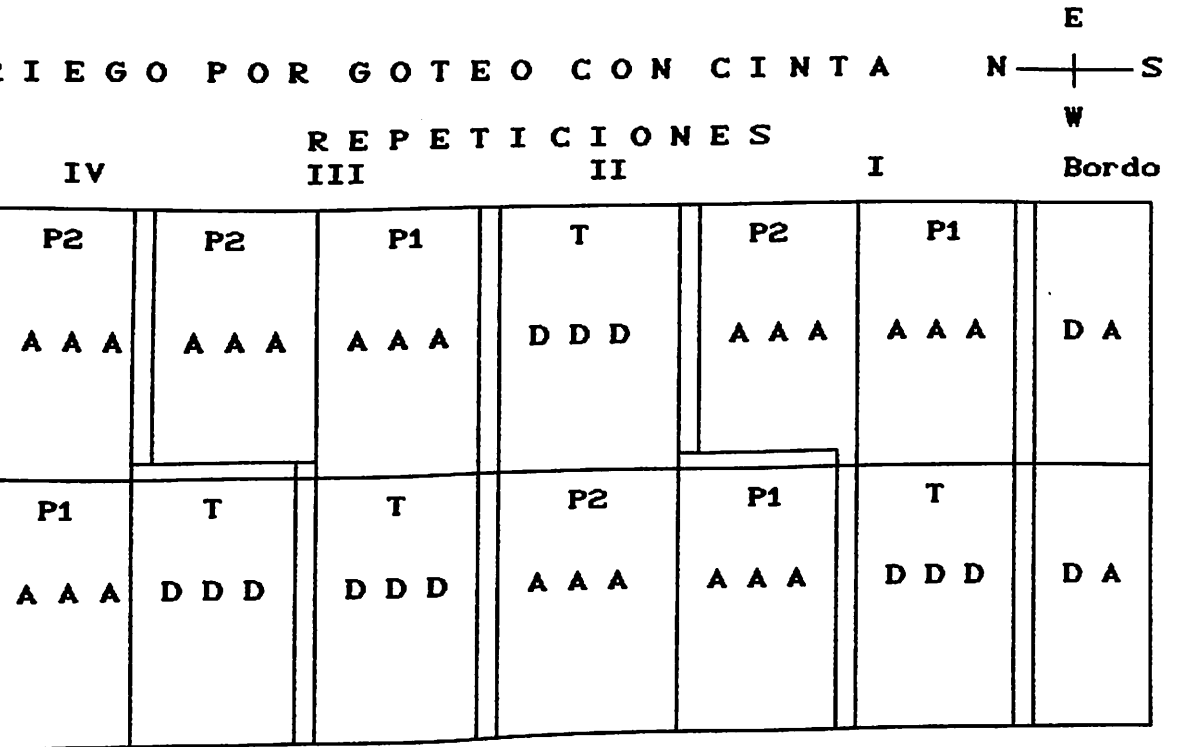 E
RIEGO POR GOTEO CON CINTA N S
W
REPETICIONES
IV III II I Bordo
P2 P2 P1 T P2 P1
A A A A A A A A A D D D A A A A A A D A
P1 T T P2 P1 T
A A A D D D D D D A A A A A A D D D D A